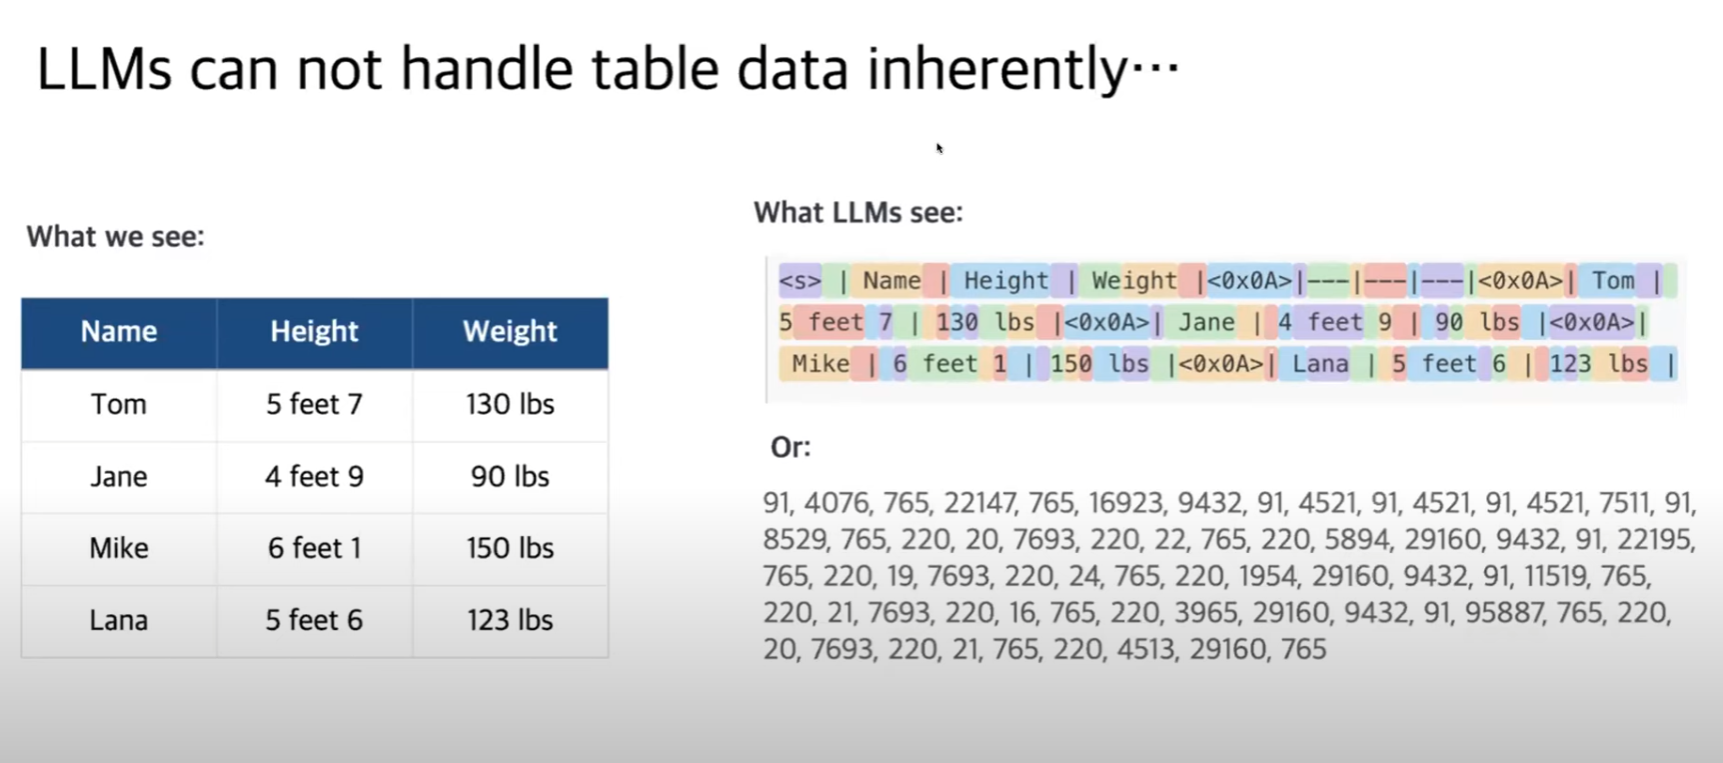 LLMs can not handle table data inherently…
What we see:
Name Height Weight
Tom 5 feet 7 130 lbs
Jane 4 feet 9 90 lbs
Mike 6 feet 1 150 lbs
Lana 5 feet 6 123 lbs
What LLMs see:
<s> | Name | Height | Weight |<0x0A>|---|---|---|<0x0A>| Tom |
5 feet 7 | 130 lbs |<0x0A>| Jane | 4 feet 9 | 90 lbs |<0x0A>|
Mike | 6 feet 1 | 150 lbs |<0x0A>| Lana | 5 feet 6 | 123 lbs |
Or:
91, 4076, 765, 22147, 765, 16923, 9432, 91, 4521, 91, 4521, 91, 4521, 7511, 91,
8529, 765, 220, 20, 7693, 220, 22, 765, 220, 5894, 29160, 9432, 91, 22195,
765, 220, 19, 7693, 220, 24, 765, 220, 1954, 29160, 9432, 91, 11519, 765,
220, 21, 7693, 220, 16, 765, 220, 3965, 29160, 9432, 91, 95887, 765, 220,
20, 7693, 220, 21, 765, 220, 4513, 29160, 765